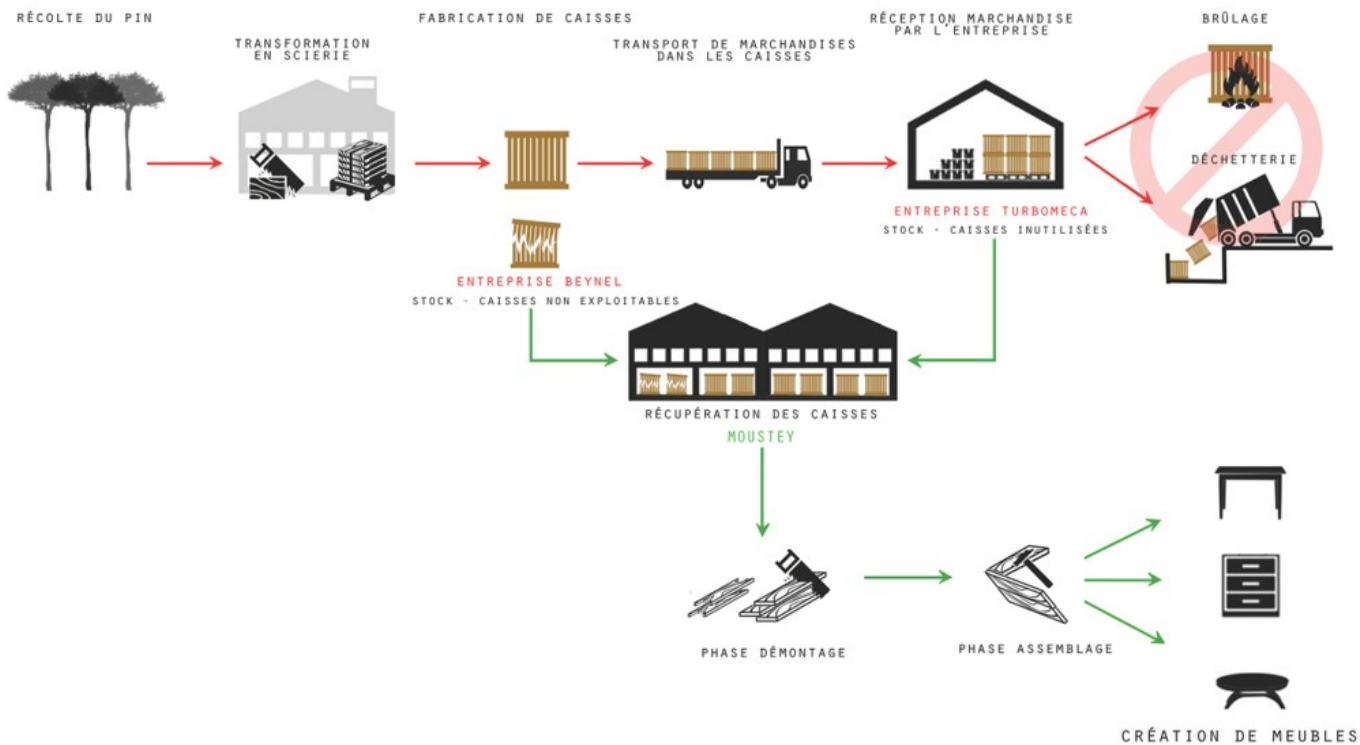 RÉCOLTE DU PIN
TRANSFORMATION
EN SCIERIE
FABRICATION DE CAISSES
TRANSPORT DE MARCHANDISES
DANS LES CAISSES
RÉCEPTION MARCHANDISE
PAR L'ENTREPRISE
BRÛLAGE
DÉCHETTERIE
ENTREPRISE TURBOMECA
STOCK - CAISSES INUTILISÉES
ENTREPRISE BEYNEL
STOCK - CAISSES NON EXPLOITABLES
RÉCUPÉRATION DES CAISSES
MOUSTEY
PHASE DÉMONTAGE
PHASE ASSEMBLAGE
CRÉATION DE MEUBLES